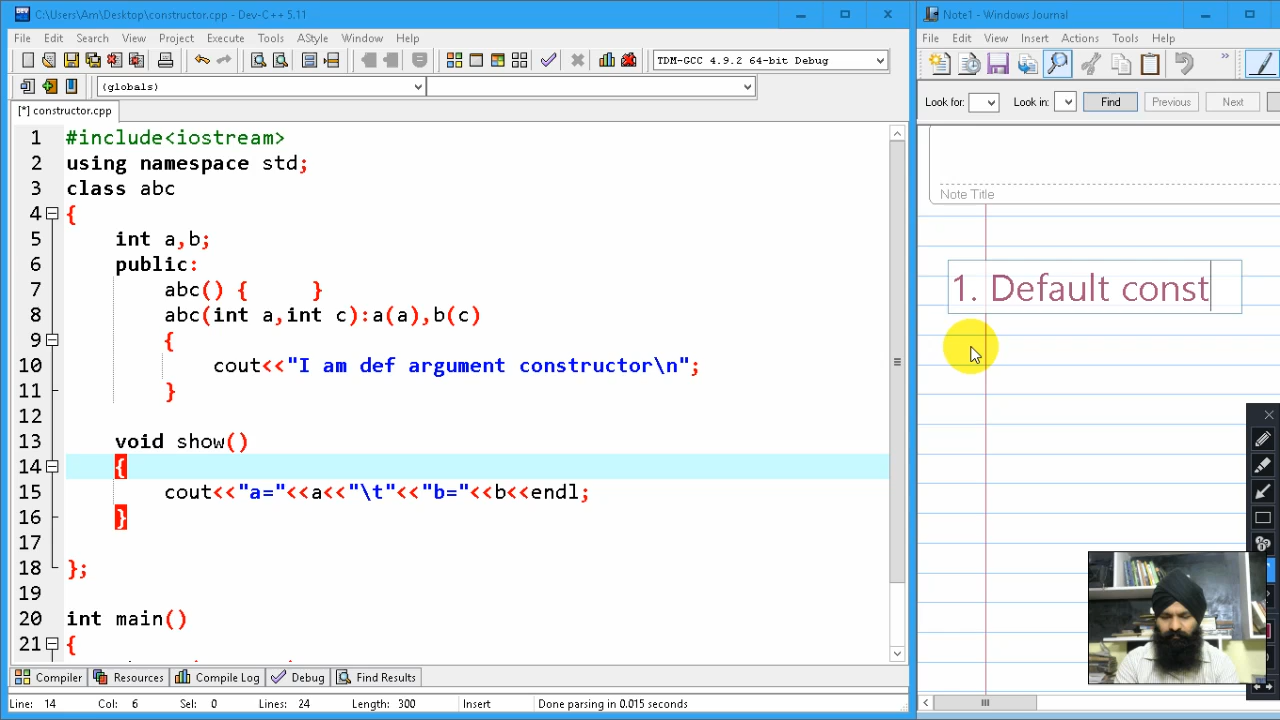 C:\Users\Am\Desktop\constructor.cpp - Dev-C++ 5.11
File Edit Search View Project Execute Tools AStyle Window Help
TDM-GCC 4.9.2 64-bit Debug
(globals)
[*] constructor.cpp
1 #include<iostream>
2 using namespace std;
3 class abc
4 {
5 int a,b;
6 public:
7 abc() { }
8 abc(int a,int c):a(a),b(c)
9 {
10 cout<<"I am def argument constructor\n";
11 }
12
13 void show()
14 {
15 cout<<"a="<<a<<"\t"<<"b="<<b<<endl;
16 }
17
18 };
19
20 int main()
21 {
Compiler Resources Compile Log Debug Find Results
Line: 14 Col: 6 Sel: 0 Lines: 24 Length: 300 Insert Done parsing in 0.015 seconds
Note1 - Windows Journal
File Edit View Insert Actions Tools Help
Look for: Look in: Find Previous Next
Note Title
1. Default const